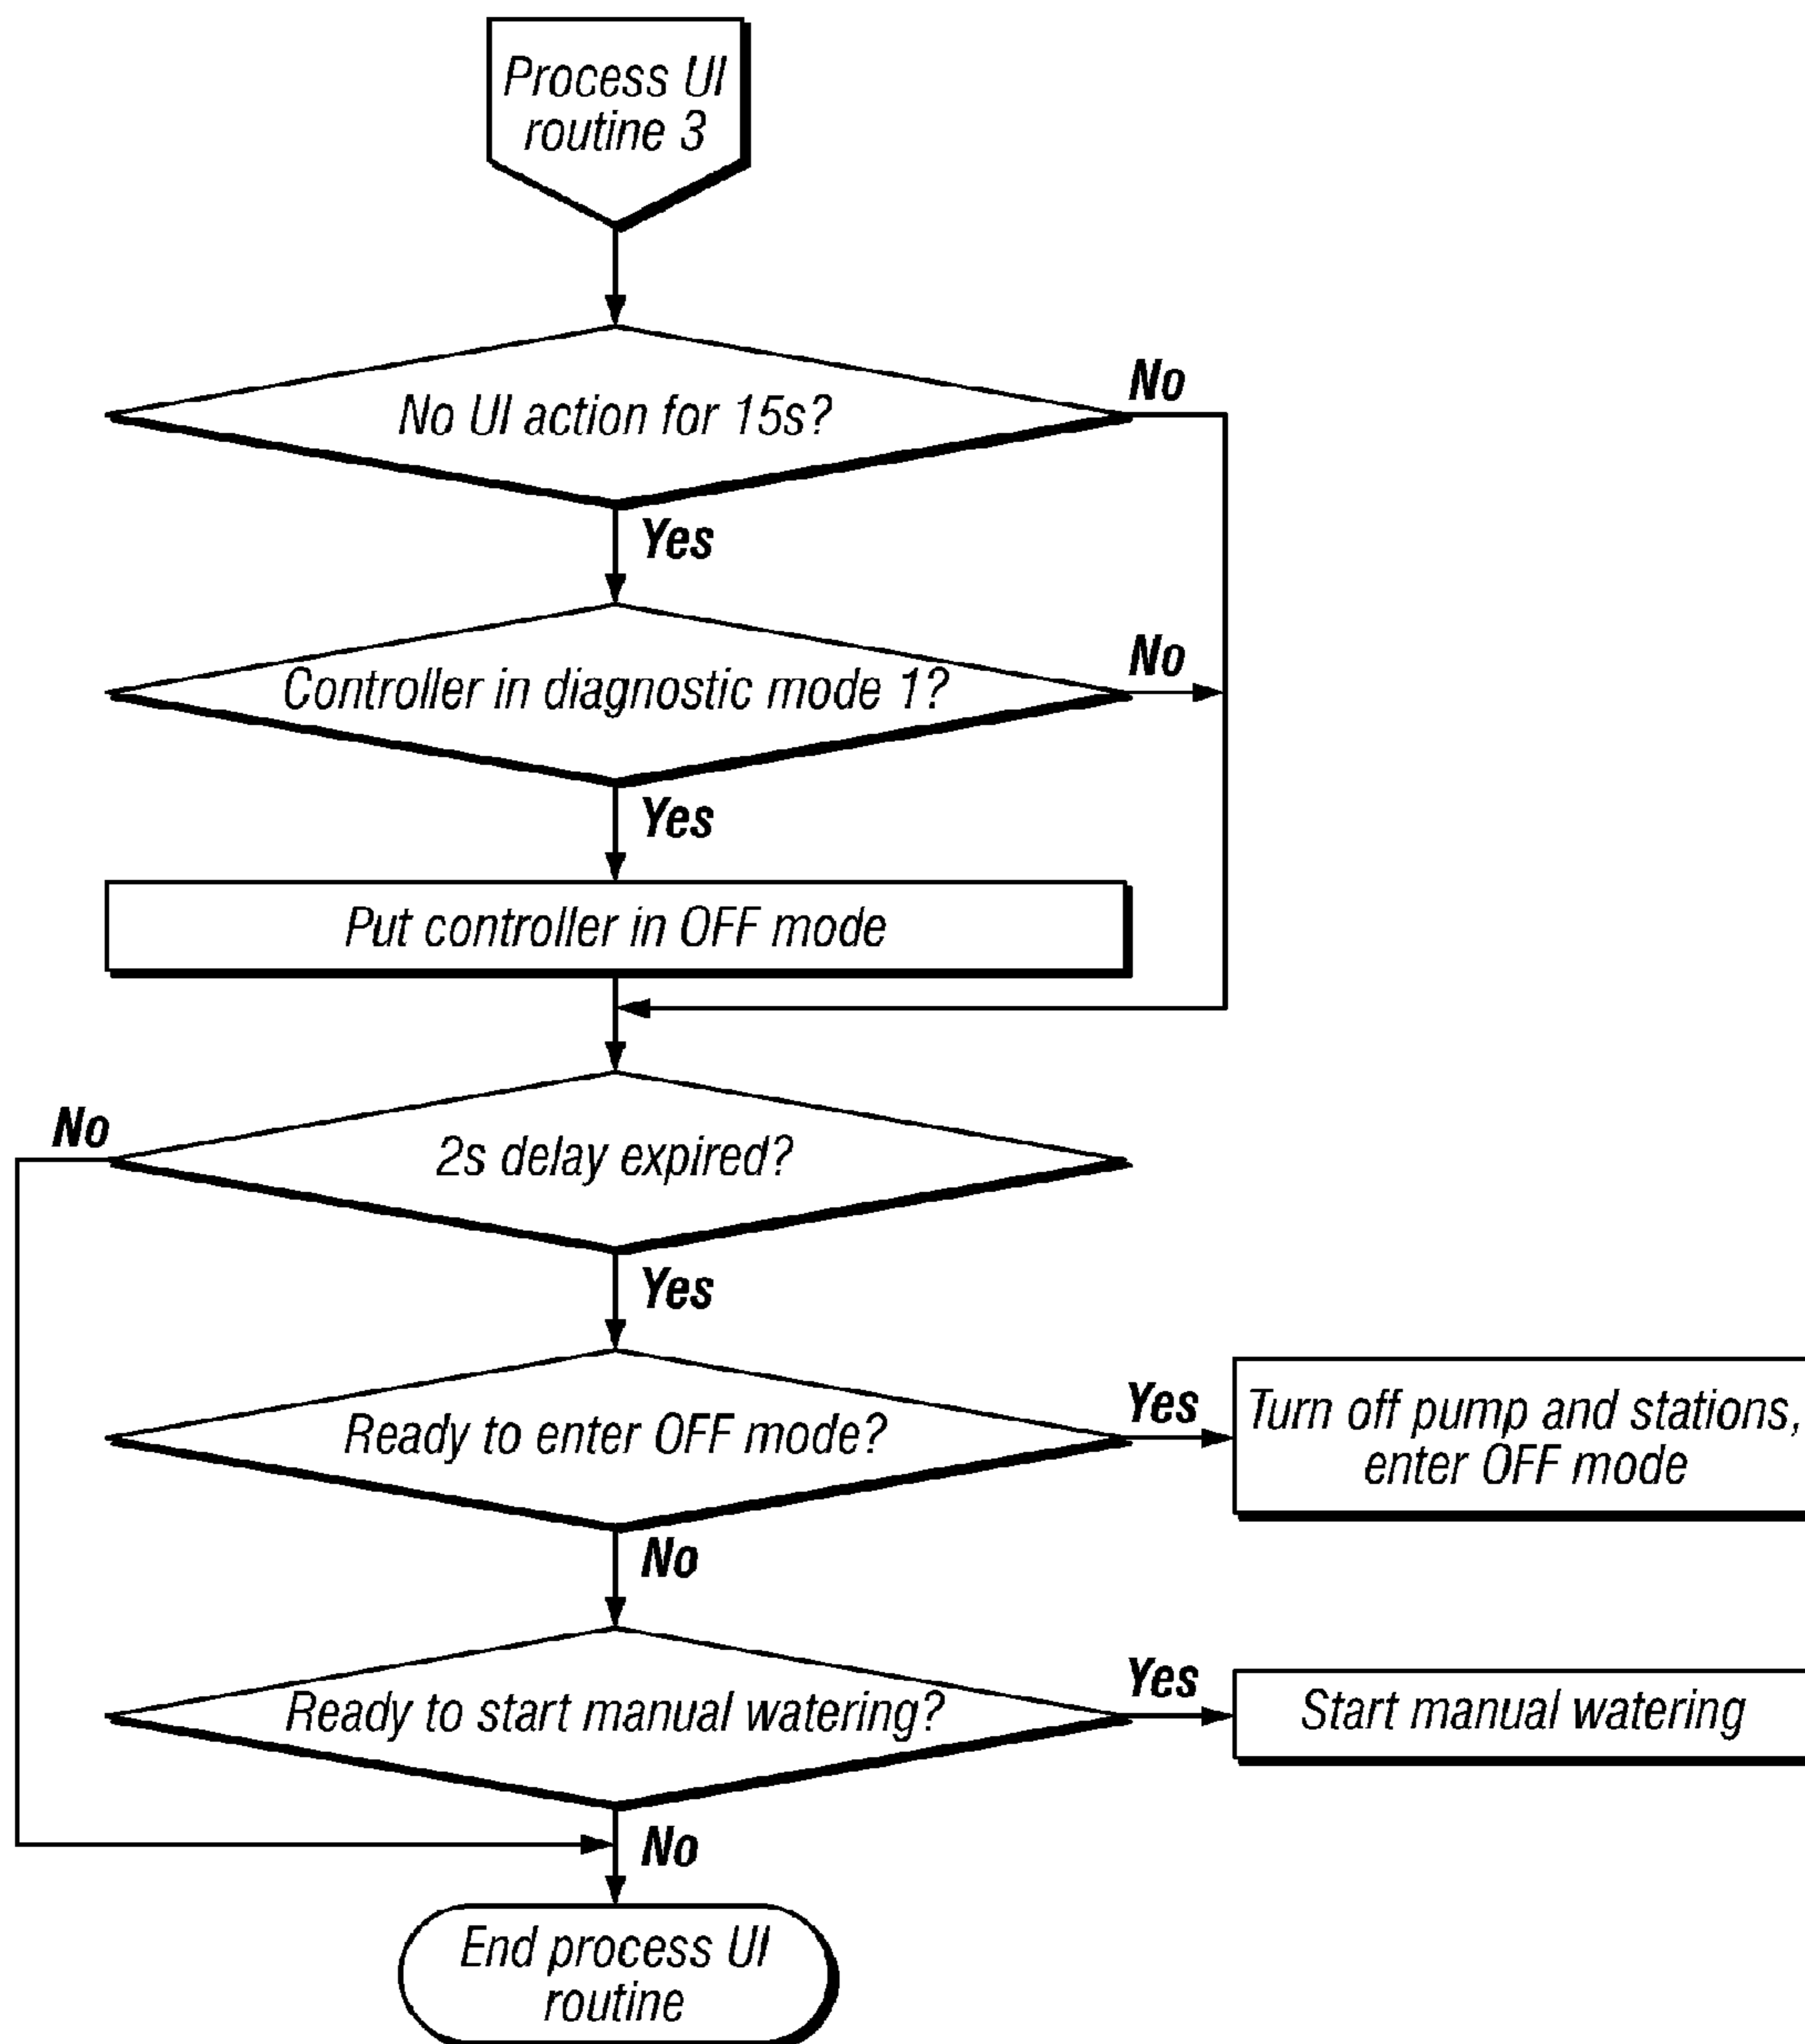 Process UI
routine 3
No UI action for 15s?
No
Yes
Controller in diagnostic mode 1?
No
Yes
Put controller in OFF mode
2s delay expired?
No
Yes
Ready to enter OFF mode?
Yes
Turn off pump and stations,
enter OFF mode
No
Ready to start manual watering?
Yes
Start manual watering
No
End process UI
routine